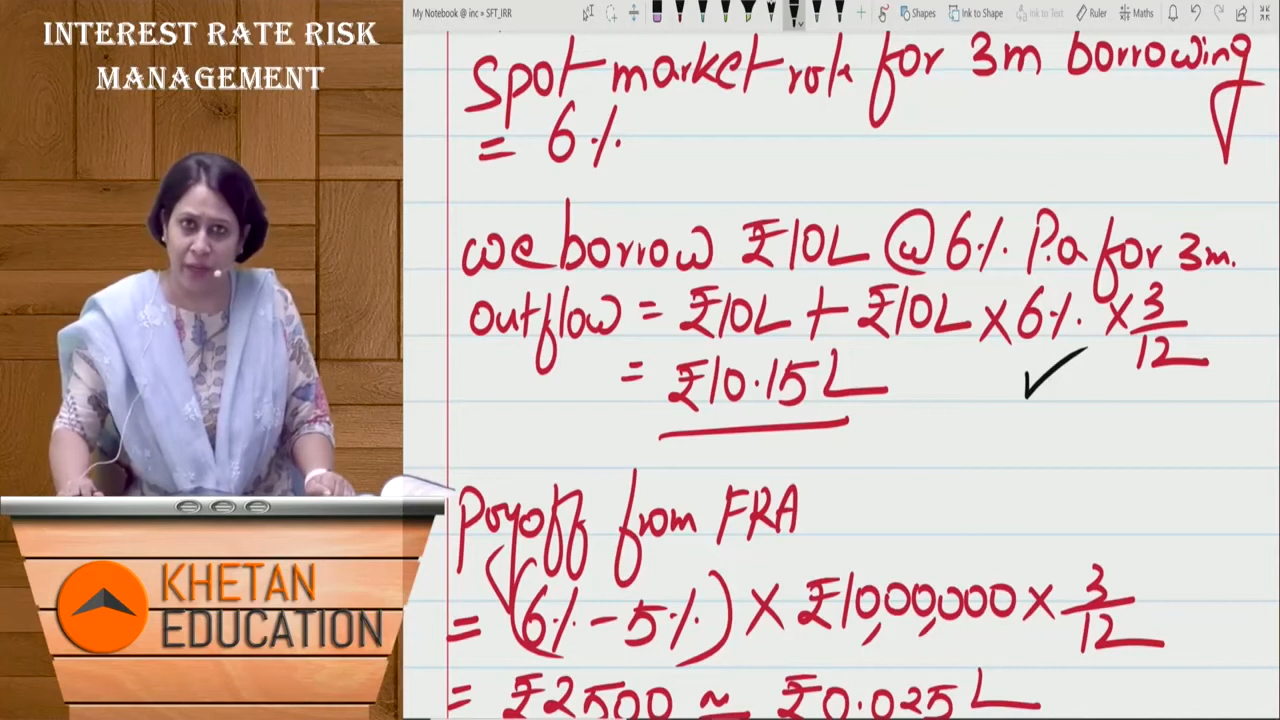 INTEREST RATE RISK
MANAGEMENT
My Notebook @ inc » SFT_IRR
Shapes
Ink to Shape
Ink to Text
Ruler
Maths
Spot market rate for 3m borrowing
= 6%
we borrow ₹10L @ 6% P.a for 3m.
outflow = ₹10L + ₹10L × 6% × 3/12
= ₹10.15L
Payoff from FRA
= (6% - 5%) × ₹10,00,000 × 3/12
= ₹2500 ≈ ₹0.025L
KHETAN
EDUCATION